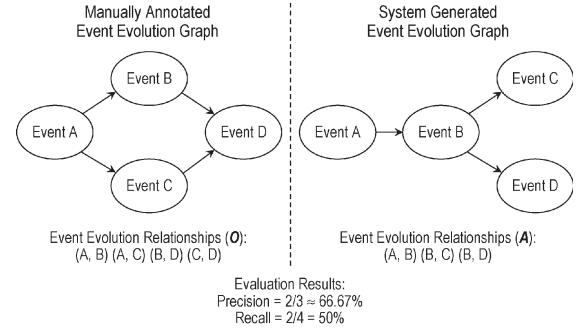 Manually Annotated
Event Evolution Graph
Event B
Event A
Event D
Event C
Event Evolution Relationships (O):
(A, B) (A, C) (B, D) (C, D)
System Generated
Event Evolution Graph
Event C
Event A
Event B
Event D
Event Evolution Relationships (A):
(A, B) (B, C) (B, D)
Evaluation Results:
Precision = 2/3 ≈ 66.67%
Recall = 2/4 = 50%